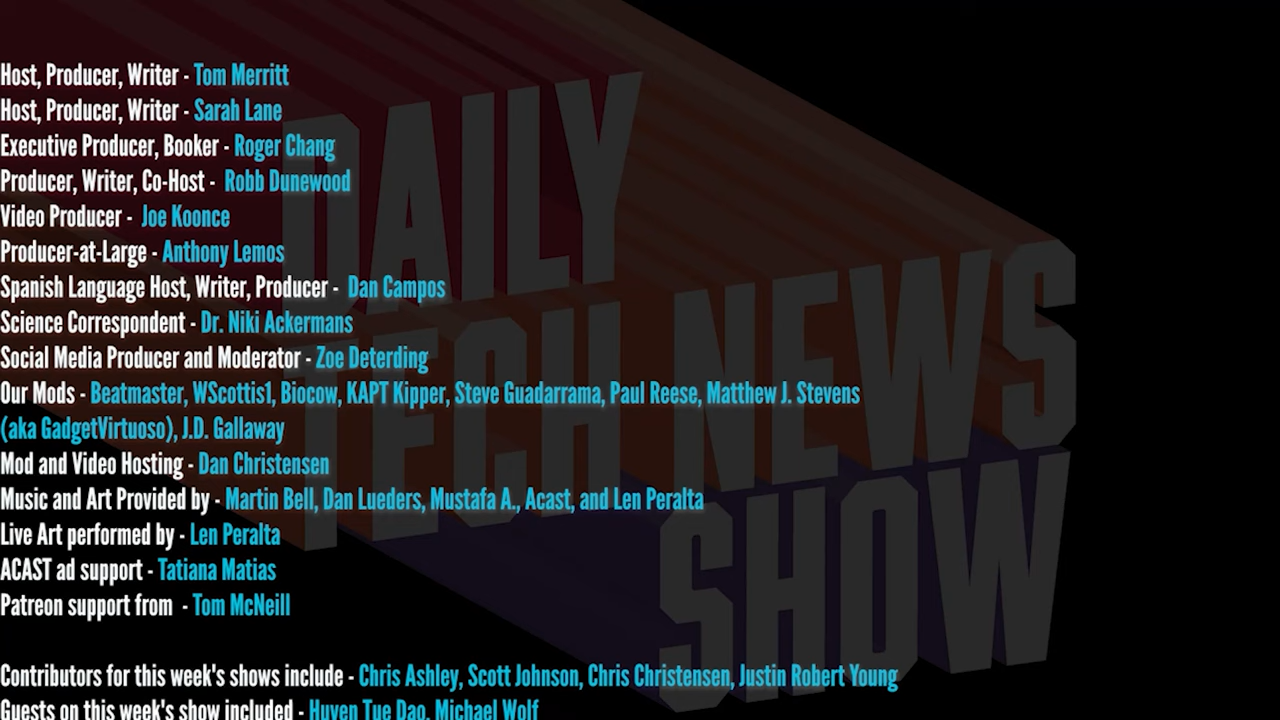 Host, Producer, Writer - Tom Merritt
Host, Producer, Writer - Sarah Lane
Executive Producer, Booker - Roger Chang
Producer, Writer, Co-Host - Robb Dunewood
Video Producer - Joe Koonce
Producer-at-Large - Anthony Lemos
Spanish Language Host, Writer, Producer - Dan Campos
Science Correspondent - Dr. Niki Ackermans
Social Media Producer and Moderator - Zoe Deterding
Our Mods - Beatmaster, WScottis1, Biocow, KAPT Kipper, Steve Guadarrama, Paul Reese, Matthew J. Stevens
(aka GadgetVirtuoso), J.D. Gallaway
Mod and Video Hosting - Dan Christensen
Music and Art Provided by - Martin Bell, Dan Lueders, Mustafa A., Acast, and Len Peralta
Live Art performed by - Len Peralta
ACAST ad support - Tatiana Matias
Patreon support from - Tom McNeill
Contributors for this week's shows include - Chris Ashley, Scott Johnson, Chris Christensen, Justin Robert Young
Guests on this week's show included - Huyen Tue Dao, Michael Wolf
DAILY
TECH NEWS
SHOW